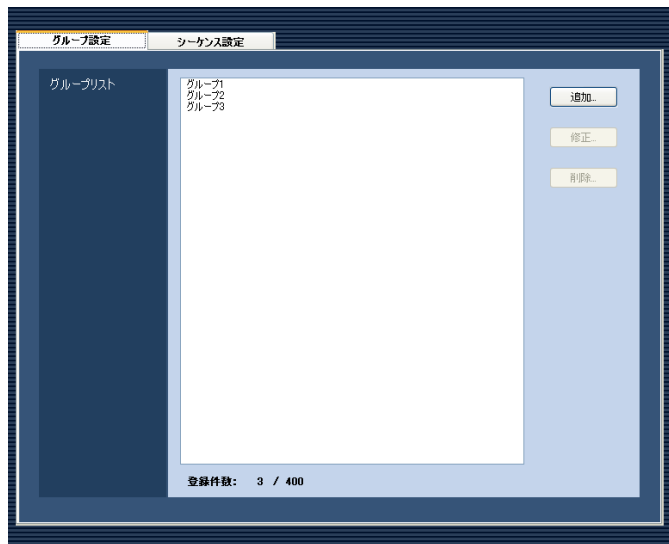 グループ設定 シーケンス設定
グループリスト
グループ1
グループ2
グループ3
追加...
修正...
削除...
登録件数: 3 / 400